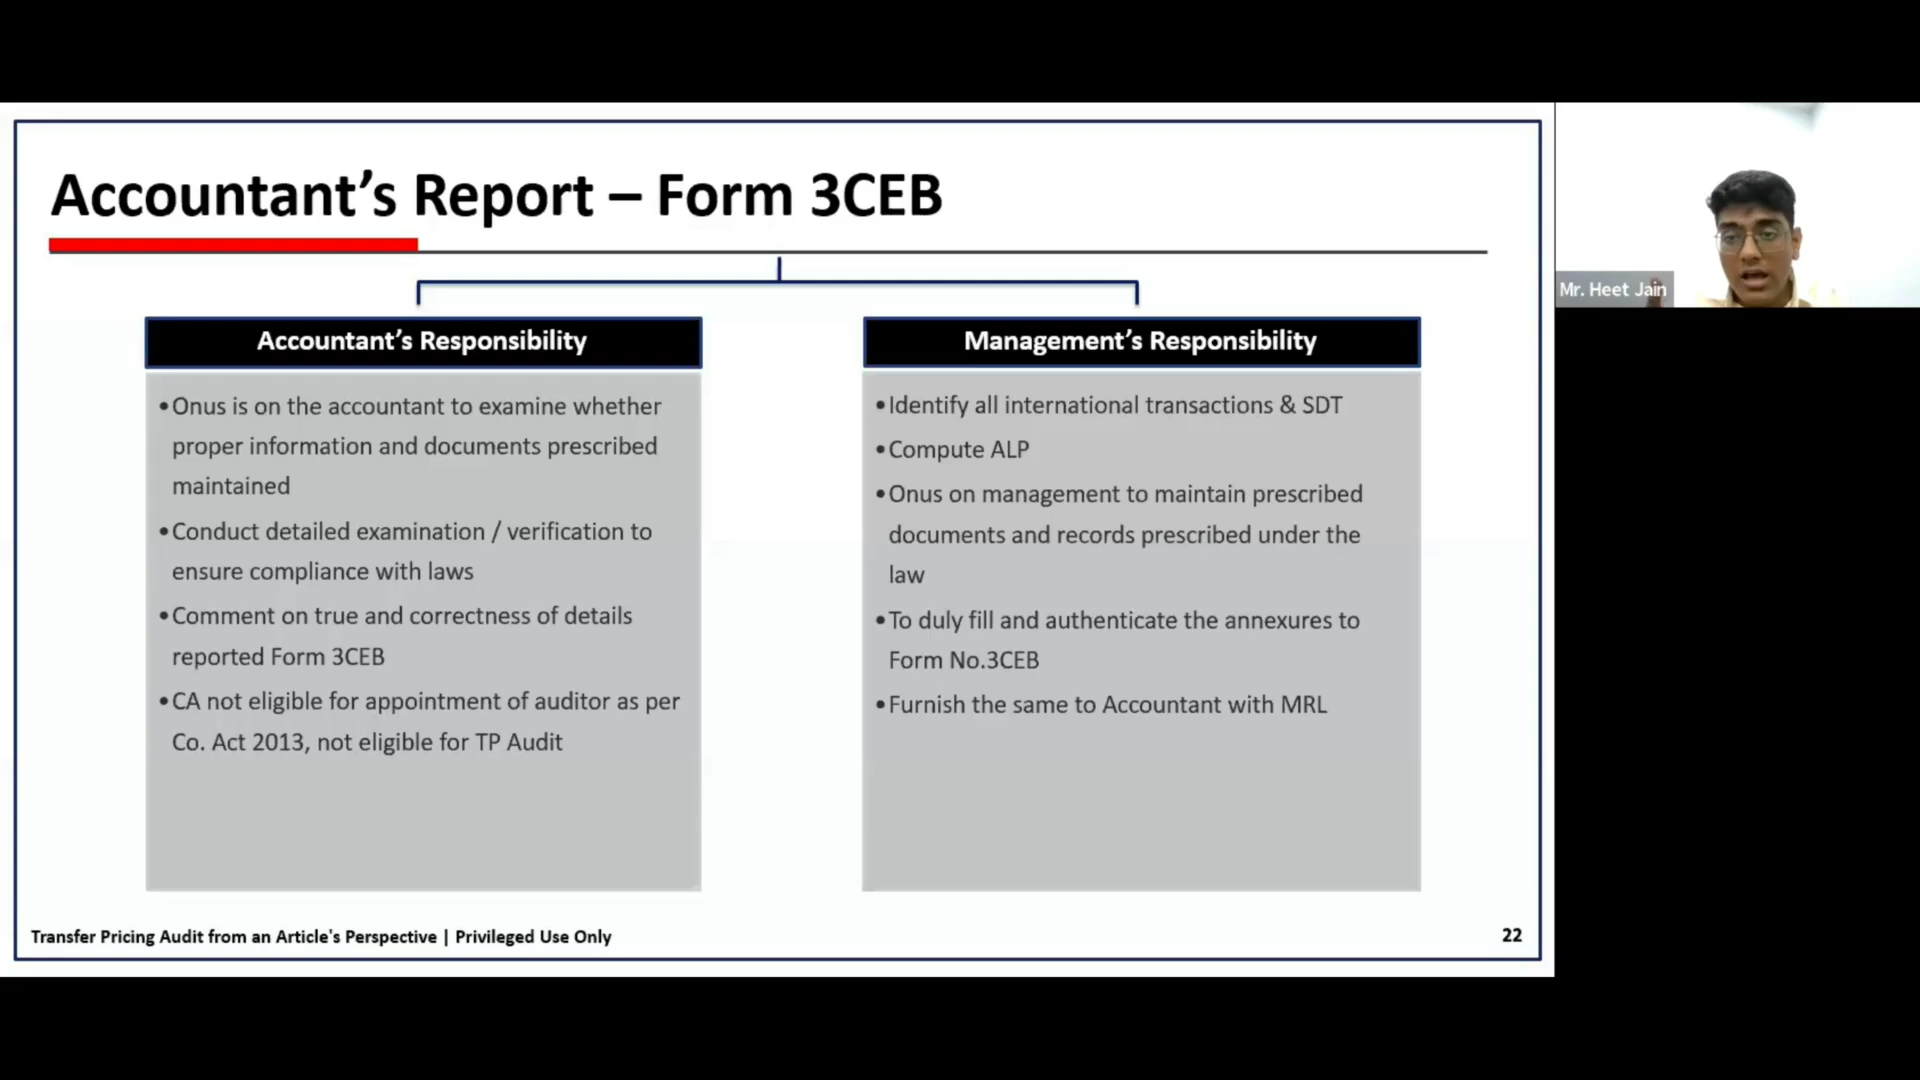 Accountant’s Report – Form 3CEB
Accountant’s Responsibility
•Onus is on the accountant to examine whether
proper information and documents prescribed
maintained
•Conduct detailed examination / verification to
ensure compliance with laws
•Comment on true and correctness of details
reported Form 3CEB
•CA not eligible for appointment of auditor as per
Co. Act 2013, not eligible for TP Audit
Management’s Responsibility
•Identify all international transactions & SDT
•Compute ALP
•Onus on management to maintain prescribed
documents and records prescribed under the
law
•To duly fill and authenticate the annexures to
Form No.3CEB
•Furnish the same to Accountant with MRL
Transfer Pricing Audit from an Article's Perspective | Privileged Use Only
22
Mr. Heet Jain